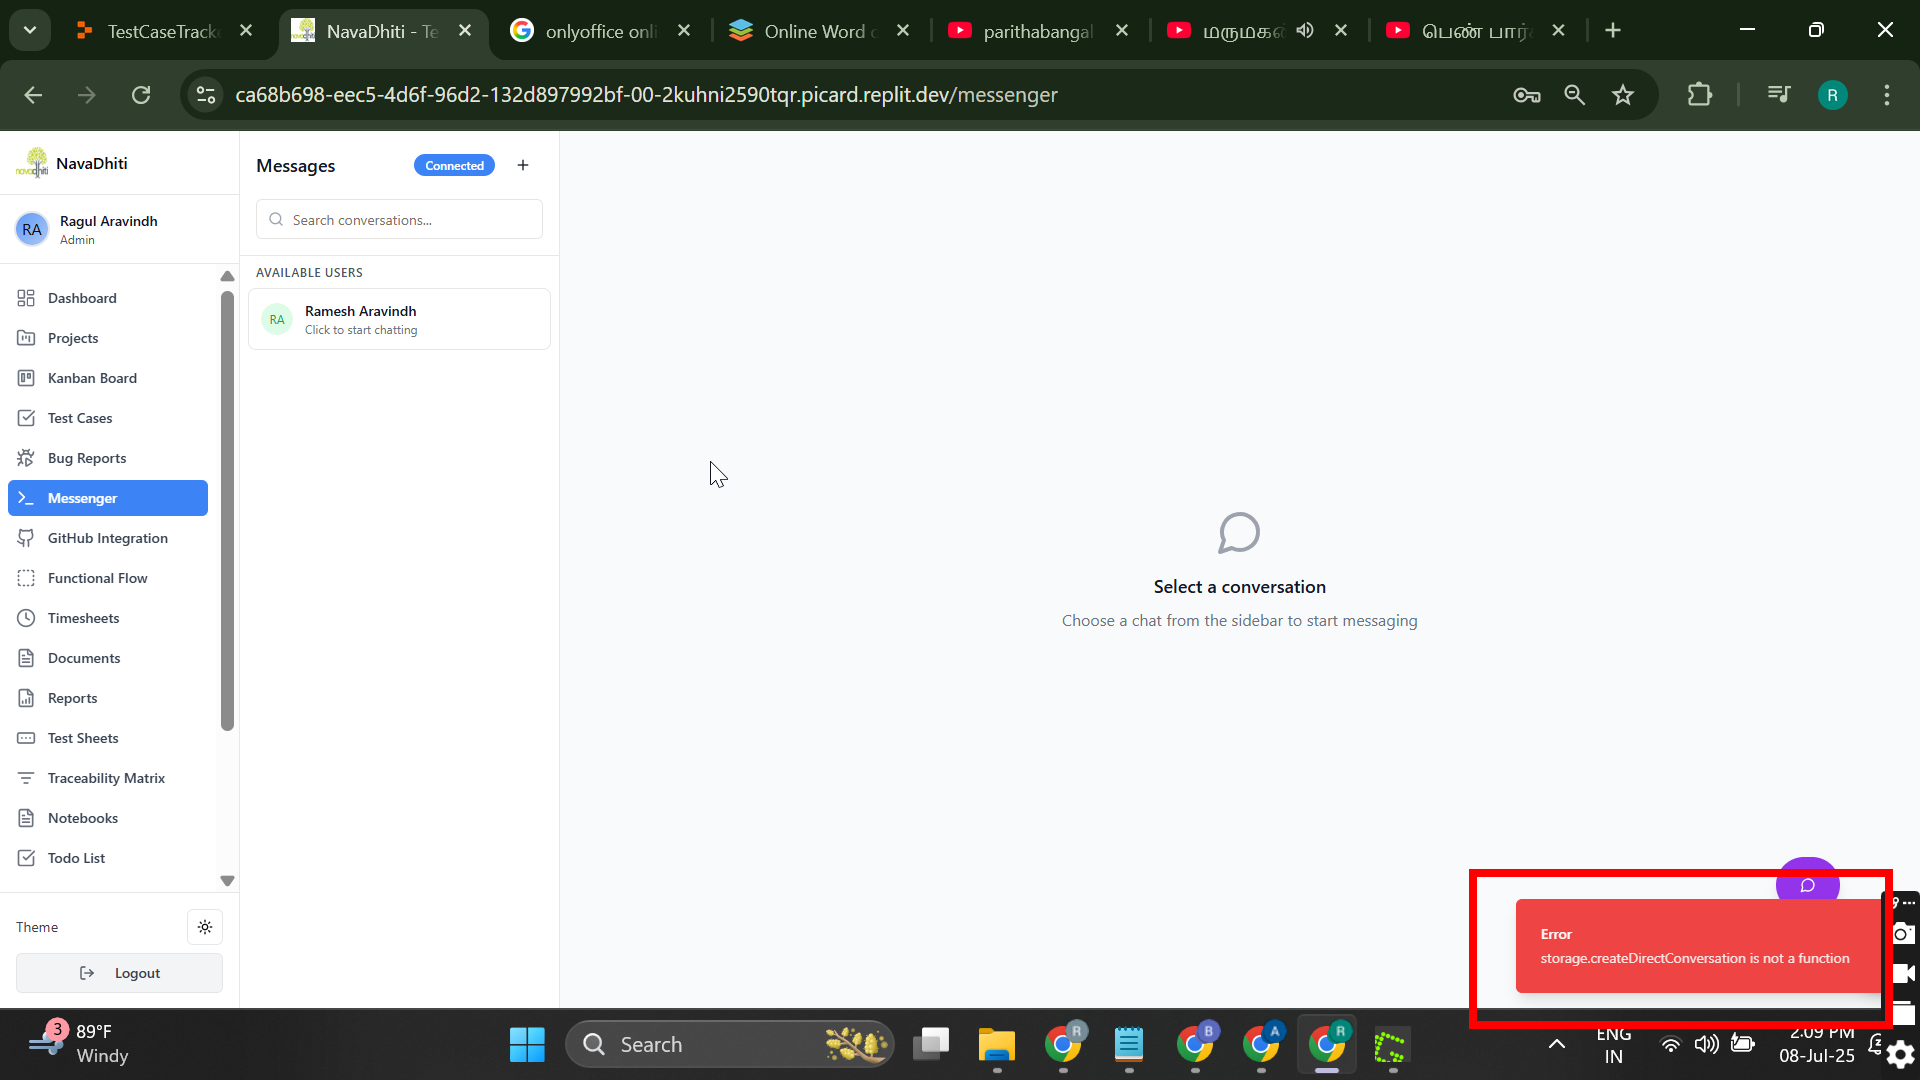 TestCaseTrack
NavaDhiti - Te
onlyoffice onli
Online Word
parithabangal
மருமக
பெண் பார்
ca68b698-eec5-4d6f-96d2-132d897992bf-00-2kuhni2590tqr.picard.replit.dev/messenger
R
NavaDhiti
RA
Ragul Aravindh
Admin
Dashboard
Projects
Kanban Board
Test Cases
Bug Reports
Messenger
GitHub Integration
Functional Flow
Timesheets
Documents
Reports
Test Sheets
Traceability Matrix
Notebooks
Todo List
Theme
Logout
Messages
Connected
Search conversations...
AVAILABLE USERS
RA
Ramesh Aravindh
Click to start chatting
Select a conversation
Choose a chat from the sidebar to start messaging
Error
storage.createDirectConversation is not a function
3
89°F
Windy
Search
R
B
A
R
ENG
IN
2:09 PM
08-Jul-25